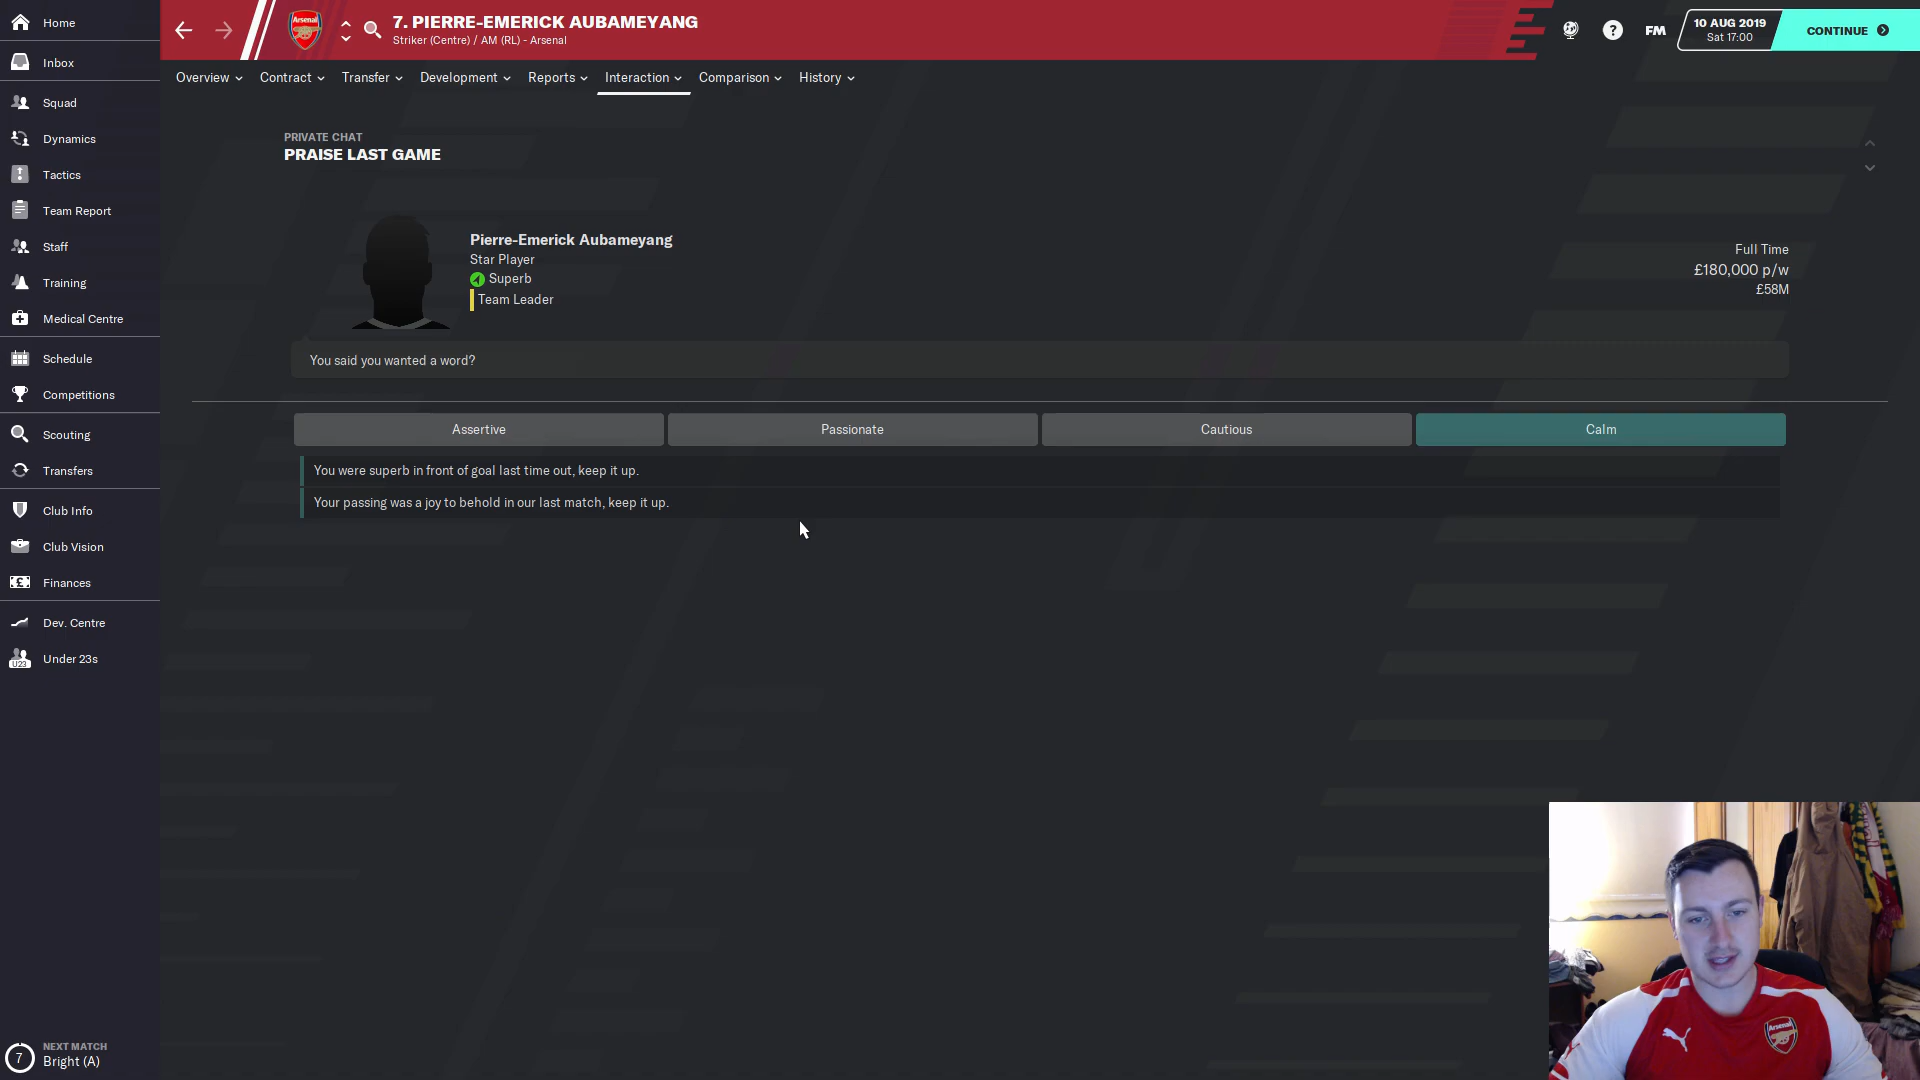 Home
Inbox
Squad
Dynamics
Tactics
Team Report
Staff
Training
Medical Centre
Schedule
Competitions
Scouting
Transfers
Club Info
Club Vision
Finances
Dev. Centre
U23
Under 23s
7
NEXT MATCH
Bright (A)
Arsenal
7. PIERRE-EMERICK AUBAMEYANG
Striker (Centre) / AM (RL) - Arsenal
?
FM
10 AUG 2019
Sat 17:00
CONTINUE
Overview
Contract
Transfer
Development
Reports
Interaction
Comparison
History
PRIVATE CHAT
PRAISE LAST GAME
Pierre-Emerick Aubameyang
Star Player
Superb
Team Leader
Full Time
£180,000 p/w
£58M
You said you wanted a word?
Assertive
Passionate
Cautious
Calm
You were superb in front of goal last time out, keep it up.
Your passing was a joy to behold in our last match, keep it up.
Arsenal